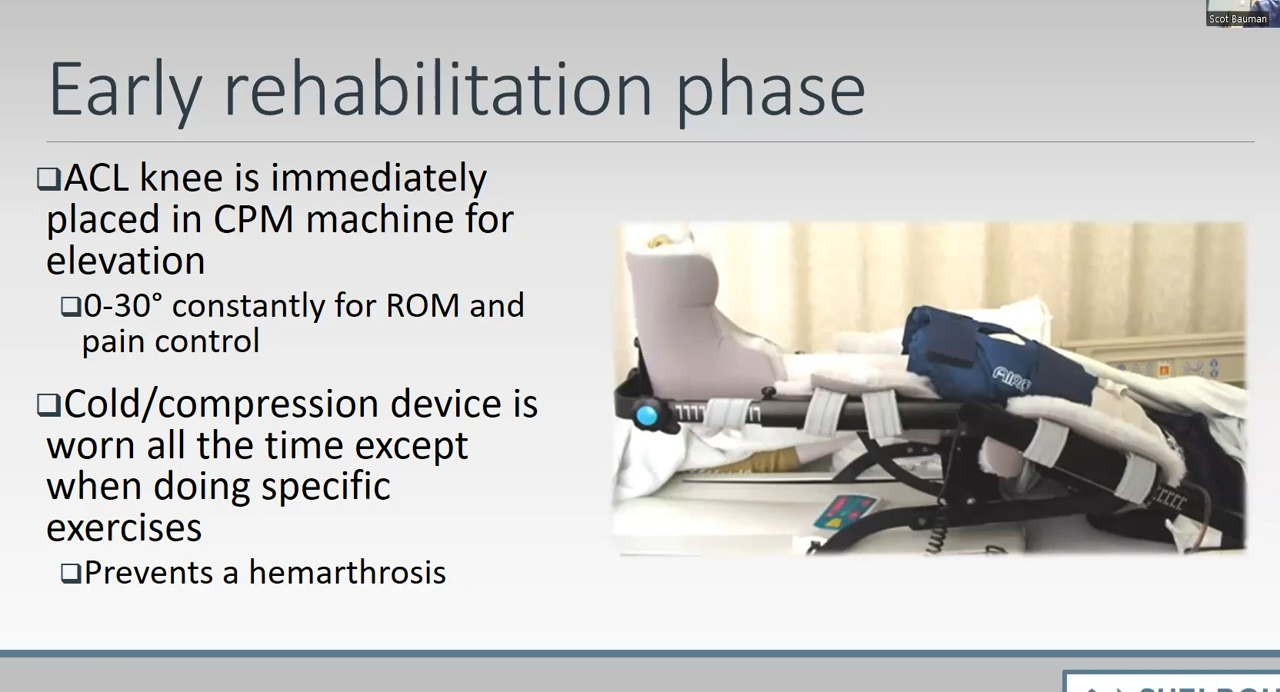 Scot Bauman
Early rehabilitation phase
❑ACL knee is immediately
placed in CPM machine for
elevation
❑0-30° constantly for ROM and
pain control
❑Cold/compression device is
worn all the time except
when doing specific
exercises
❑Prevents a hemarthrosis